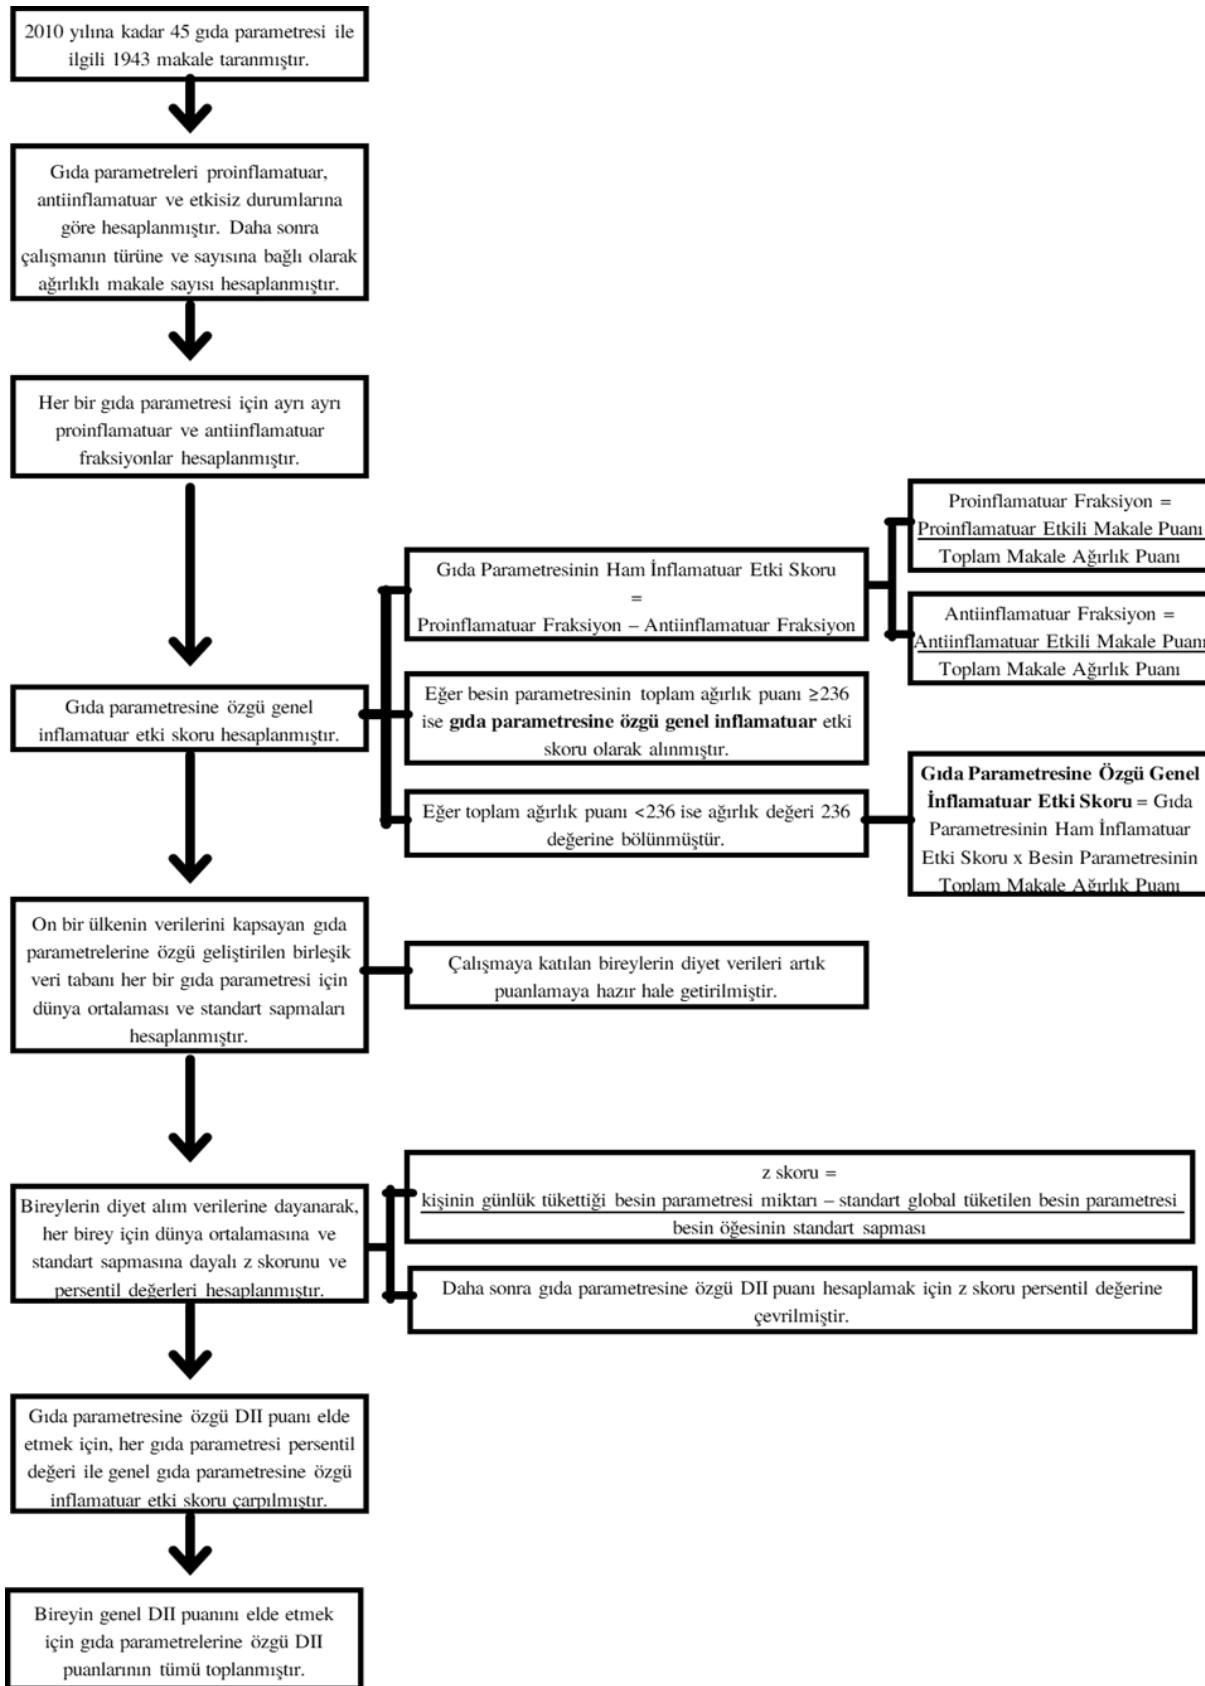 2010 yılına kadar 45 gıda parametresi ile
ilgili 1943 makale taranmıştır.
Gıda parametreleri proinflamatuar,
antiinflamatuar ve etkisiz durumlarına
göre hesaplanmıştır. Daha sonra
çalışmanın türüne ve sayısına bağlı olarak
ağırlıklı makale sayısı hesaplanmıştır.
Her bir gıda parametresi için ayrı ayrı
proinflamatuar ve antiinflamatuar
fraksiyonlar hesaplanmıştır.
Gıda parametresine özgü genel
inflamatuar etki skoru hesaplanmıştır.
Gıda Parametresinin Ham İnflamatuar Etki Skoru
=
Proinflamatuar Fraksiyon – Antiinflamatuar Fraksiyon
Proinflamatuar Fraksiyon =
Proinflamatuar Etkili Makale Puanı
Toplam Makale Ağırlık Puanı
Antiinflamatuar Fraksiyon =
Antiinflamatuar Etkili Makale Puanı
Toplam Makale Ağırlık Puanı
Eğer besin parametresinin toplam ağırlık puanı ≥236
ise gıda parametresine özgü genel inflamatuar etki
skoru olarak alınmıştır.
Eğer toplam ağırlık puanı <236 ise ağırlık değeri 236
değerine bölünmüştür.
Gıda Parametresine Özgü Genel
İnflamatuar Etki Skoru = Gıda
Parametresinin Ham İnflamatuar
Etki Skoru x Besin Parametresinin
Toplam Makale Ağırlık Puanı
On bir ülkenin verilerini kapsayan gıda
parametrelerine özgü geliştirilen birleşik
veri tabanı her bir gıda parametresi için
dünya ortalaması ve standart sapmaları
hesaplanmıştır.
Çalışmaya katılan bireylerin diyet verileri artık
puanlamaya hazır hale getirilmiştir.
Bireylerin diyet alım verilerine dayanarak,
her birey için dünya ortalamasına ve
standart sapmasına dayalı z skorunu ve
persentil değerleri hesaplanmıştır.
z skoru =
kişinin günlük tükettiği besin parametresi miktarı – standart global tüketilen besin parametresi
besin öğesinin standart sapması
Daha sonra gıda parametresine özgü DII puanı hesaplamak için z skoru persentil değerine
çevrilmiştir.
Gıda parametresine özgü DII puanı elde
etmek için, her gıda parametresi persentil
değeri ile genel gıda parametresine özgü
inflamatuar etki skoru çarpılmıştır.
Bireyin genel DII puanını elde etmek
için gıda parametrelerine özgü DII
puanlarının tümü toplanmıştır.